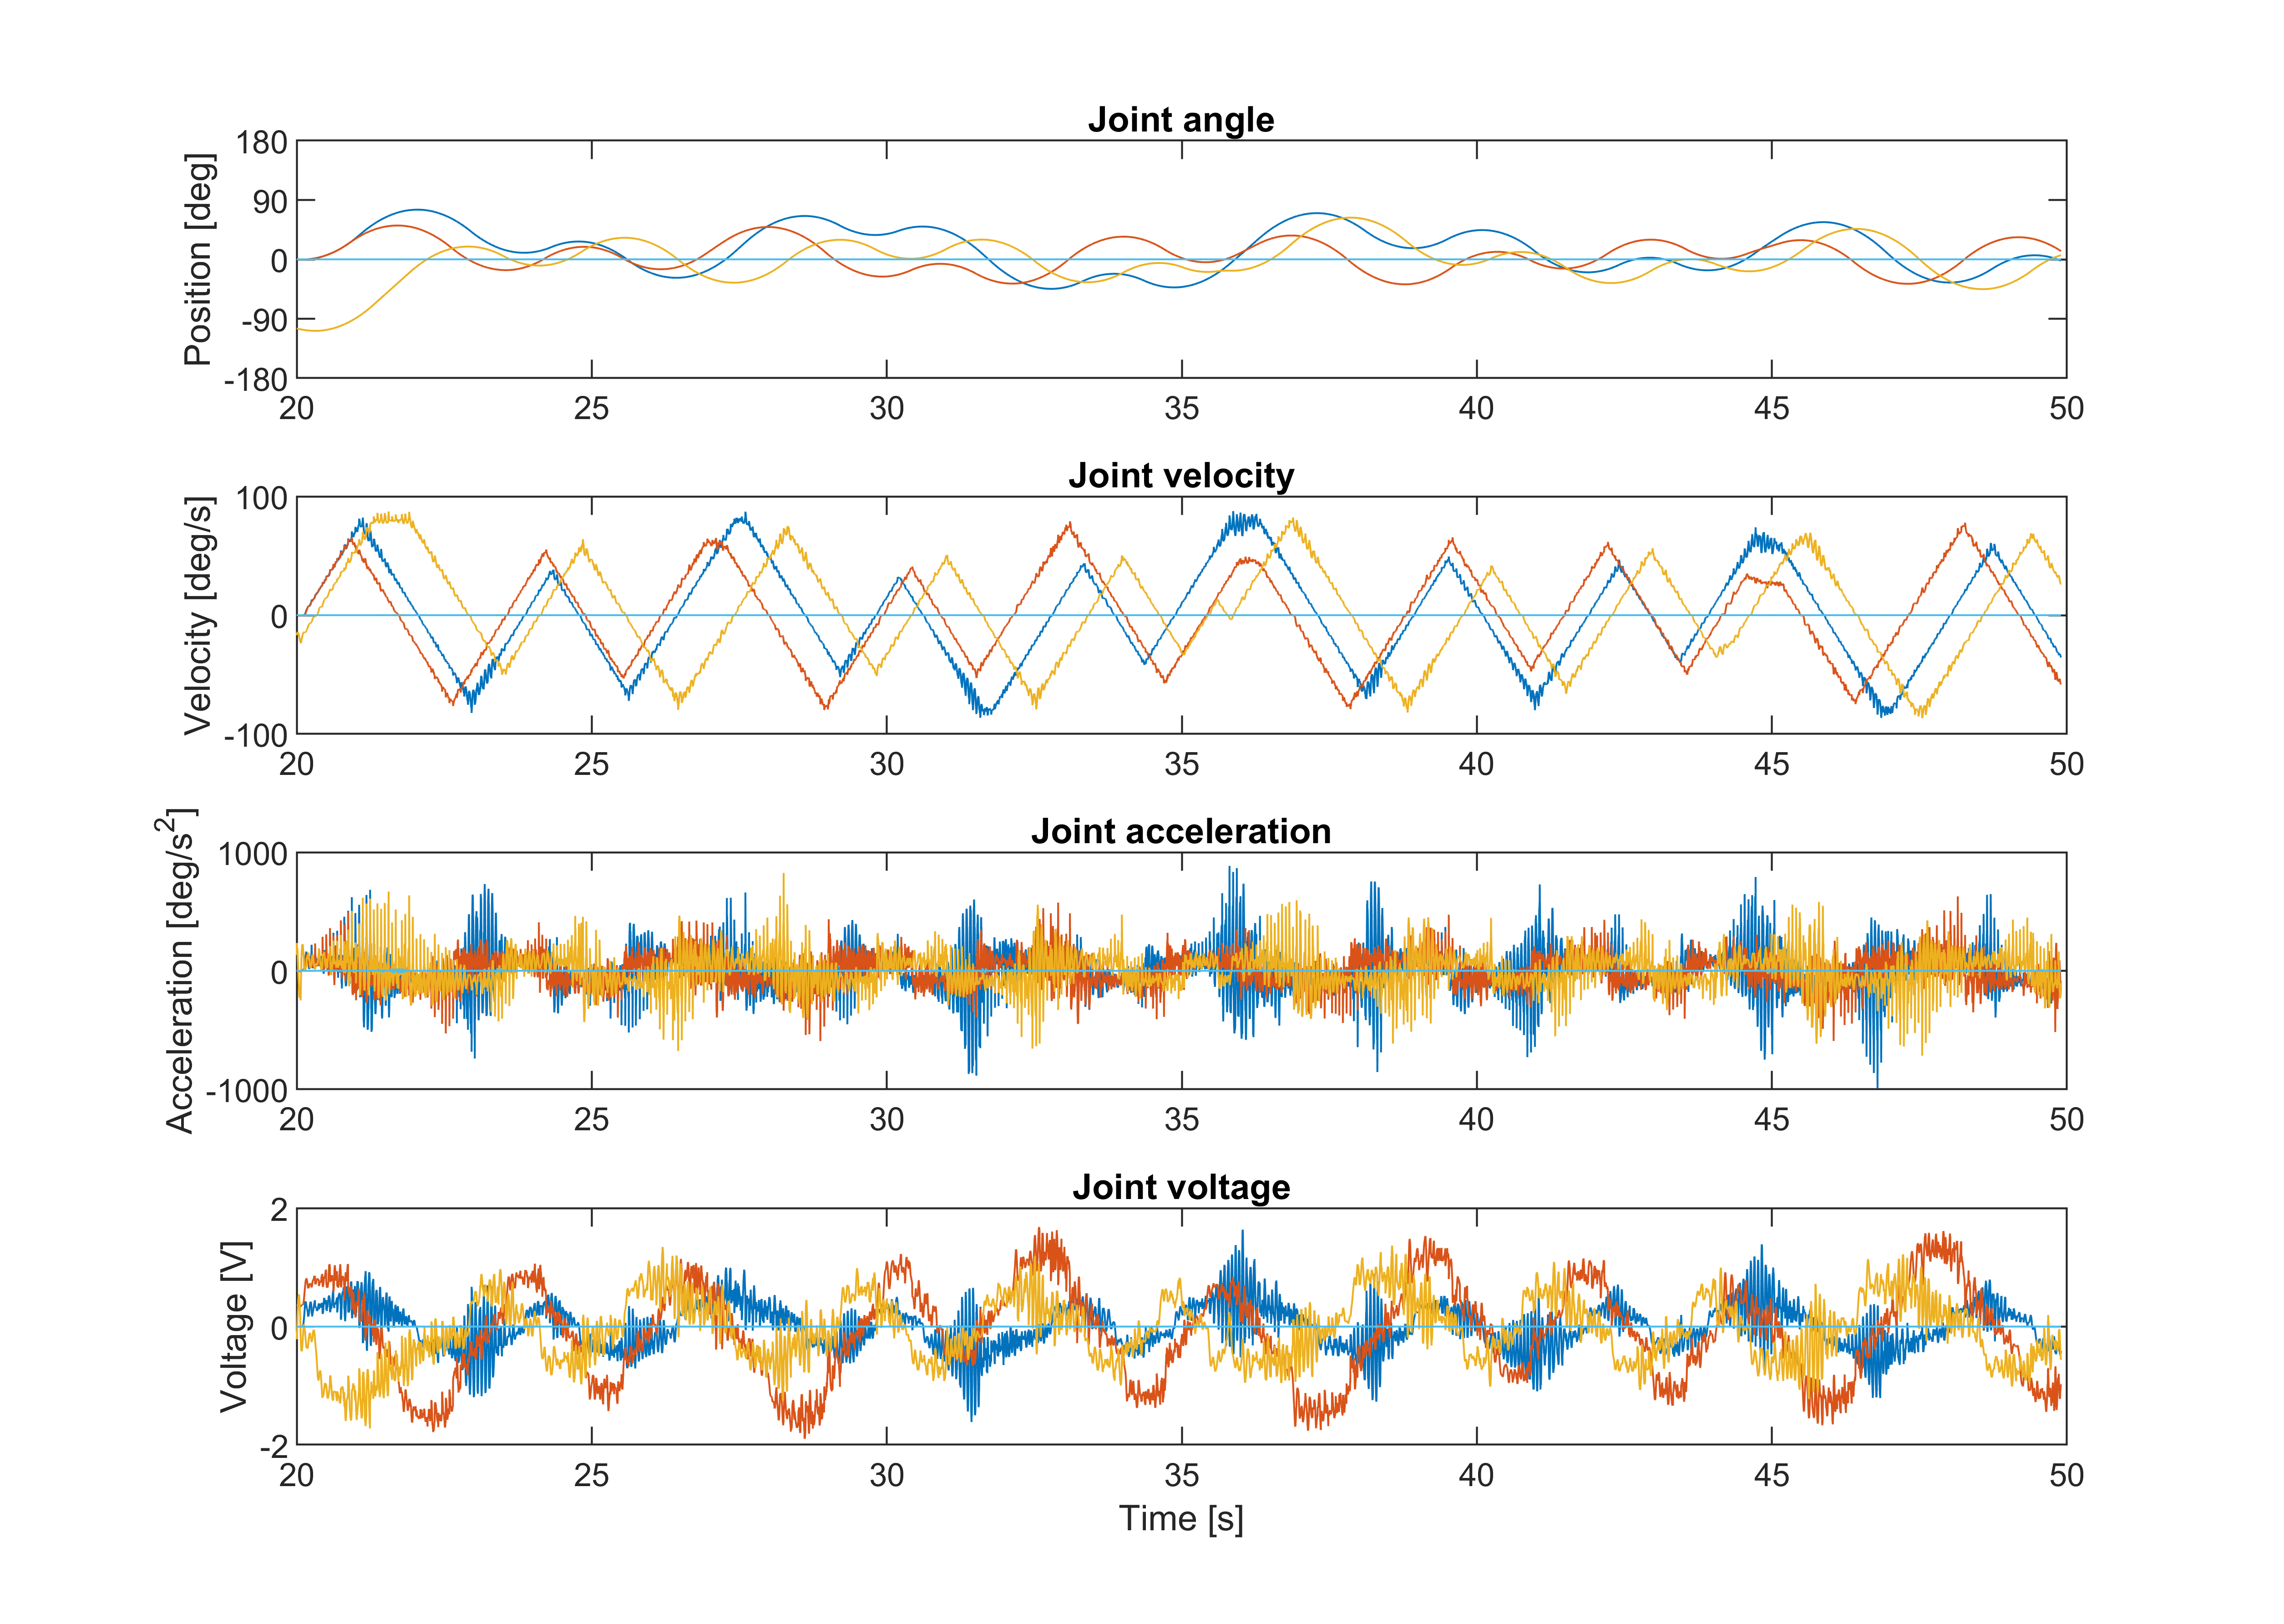 Joint angle
Position [deg]
180
90
0
-90
-180
20 25 30 35 40 45 50
Joint velocity
Velocity [deg/s]
100
0
-100
20 25 30 35 40 45 50
Joint acceleration
Acceleration [deg/s²]
1000
0
-1000
20 25 30 35 40 45 50
Joint voltage
Voltage [V]
2
0
-2
20 25 30 35 40 45 50
Time [s]